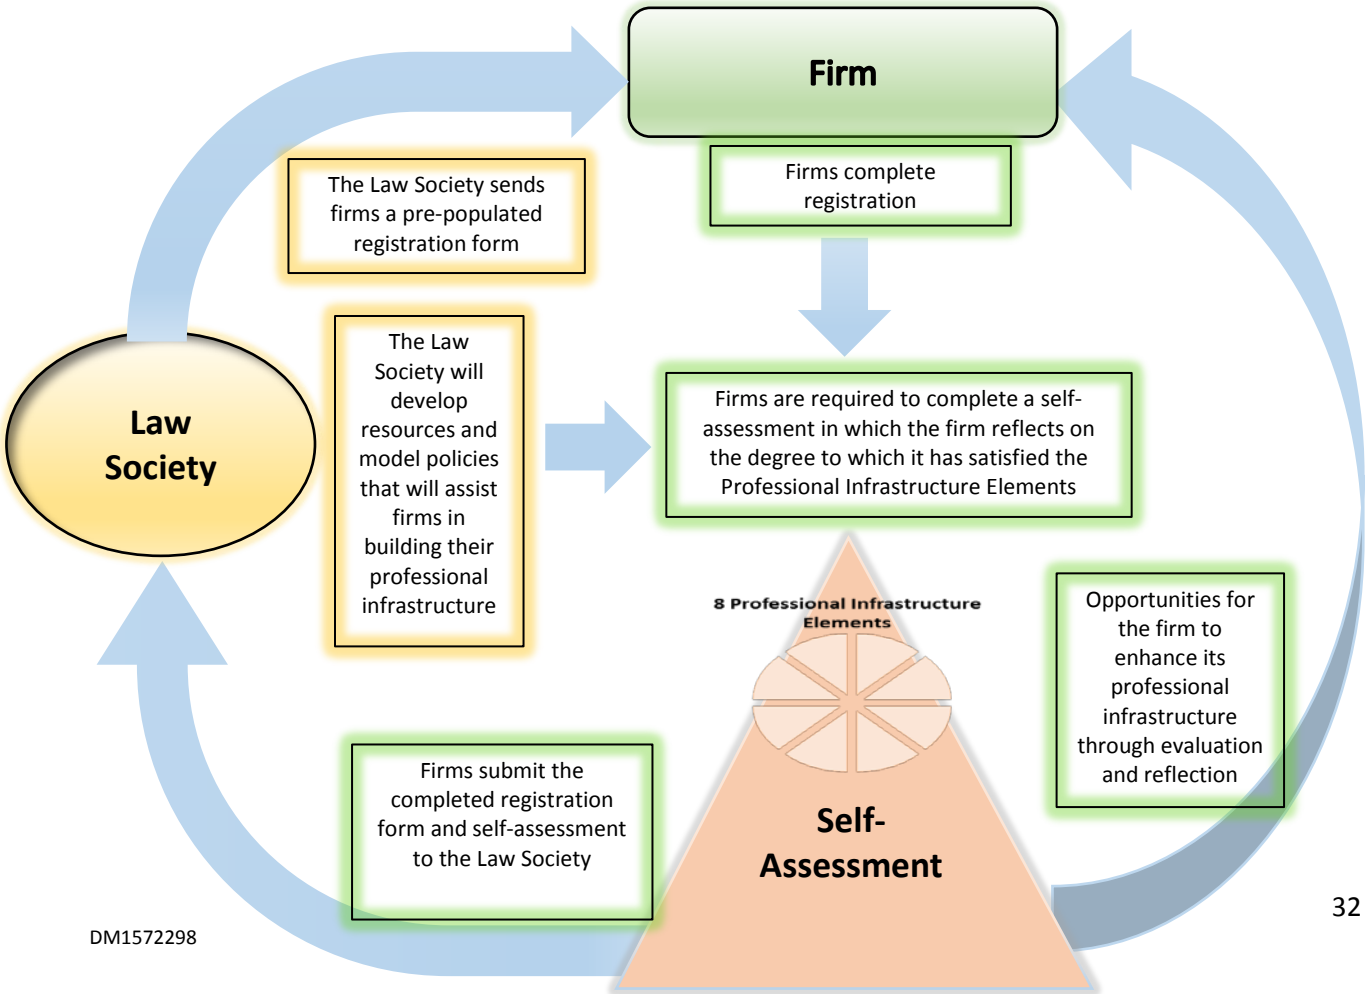 Firm
Firms complete
registration
The Law Society sends
firms a pre-populated
registration form
The Law
Society will
develop
resources and
model policies
that will assist
firms in
building their
professional
infrastructure
Law
Society
Firms are required to complete a self-
assessment in which the firm reflects on
the degree to which it has satisfied the
Professional Infrastructure Elements
8 Professional Infrastructure
Elements
Self-
Assessment
Opportunities for
the firm to
enhance its
professional
infrastructure
through evaluation
and reflection
Firms submit the
completed registration
form and self-assessment
to the Law Society
DM1572298
32